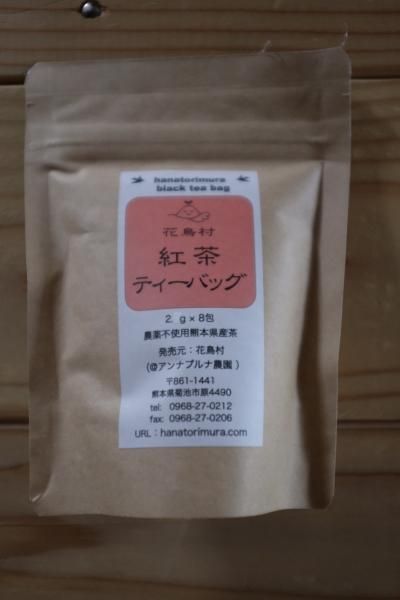 hanatorimura
black tea bag
花鳥村
紅茶
ティーバッグ
2. g×8包
農薬不使用熊本県産茶
発売元：花鳥村
(@アンナプルナ農園 )
〒861-1441
熊本県菊池市原4490
tel: 0968-27-0212
fax: 0968-27-0206
URL：hanatorimura.com